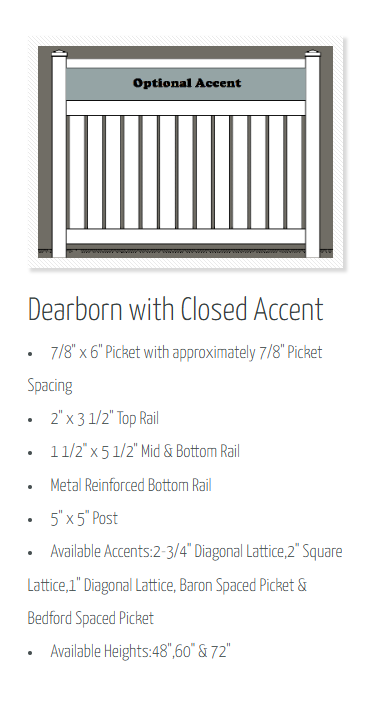 Optional Accent
Dearborn with Closed Accent
• 7/8" x 6" Picket with approximately 7/8" Picket
Spacing
• 2" x 3 1/2" Top Rail
• 1 1/2" x 5 1/2" Mid & Bottom Rail
• Metal Reinforced Bottom Rail
• 5" x 5" Post
• Available Accents:2-3/4" Diagonal Lattice,2" Square
Lattice,1" Diagonal Lattice, Baron Spaced Picket &
Bedford Spaced Picket
• Available Heights:48",60" & 72"